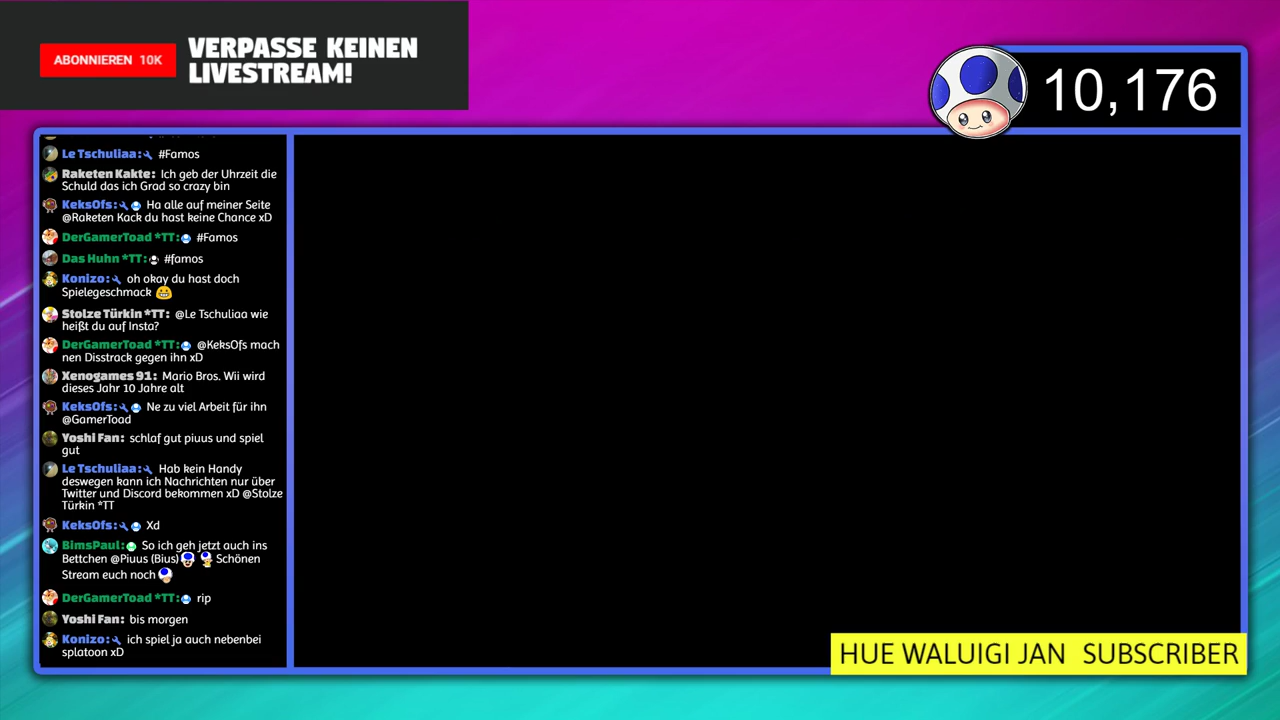 ABONNIEREN 10K
VERPASSE KEINEN
LIVESTREAM!
10,176
Le Tschuliaa: #Famos
Raketen Kakte: Ich geb der Uhrzeit die
Schuld das ich Grad so crazy bin
KeksOfs: Ha alle auf meiner Seite
@Raketen Kack du hast keine Chance xD
DerGamerToad *TT: #Famos
Das Huhn *TT: #famos
Konizo: oh okay du hast doch
Spielegeschmack 😁
Stolze Türkin *TT: @Le Tschuliaa wie
heißt du auf Insta?
DerGamerToad *TT: @KeksOfs mach
nen Disstrack gegen ihn xD
Xenogames 91: Mario Bros. Wii wird
dieses Jahr 10 Jahre alt
KeksOfs: Ne zu viel Arbeit für ihn
@GamerToad
Yoshi Fan: schlaf gut piuus und spiel
gut
Le Tschuliaa: Hab kein Handy
deswegen kann ich Nachrichten nur über
Twitter und Discord bekommen xD @Stolze
Türkin *TT
KeksOfs: Xd
BimsPaul: So ich geh jetzt auch ins
Bettchen @Piuus (Bius) Schönen
Stream euch noch
DerGamerToad *TT: rip
Yoshi Fan: bis morgen
Konizo: ich spiel ja auch nebenbei
splatoon xD
HUE WALUIGI JAN SUBSCRIBER